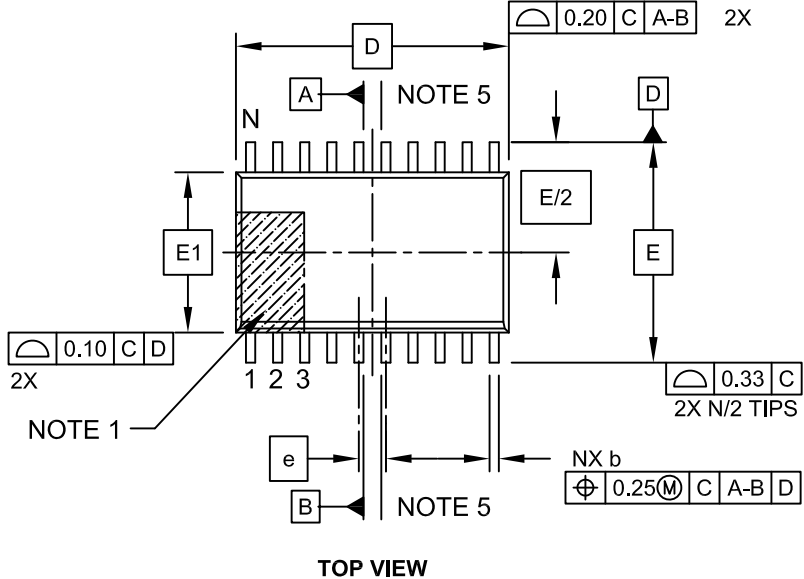 0.20 C A-B 2X
D
A NOTE 5 D
N
E/2
E1 E
0.10 C D
2X
1 2 3
0.33 C
2X N/2 TIPS
NOTE 1
e NX b
0.25Ⓜ C A-B D
B NOTE 5
TOP VIEW